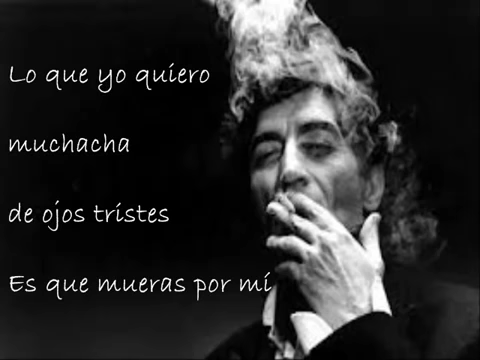 Lo que yo quiero
muchacha
de ojos tristes
Es que mueras por mí